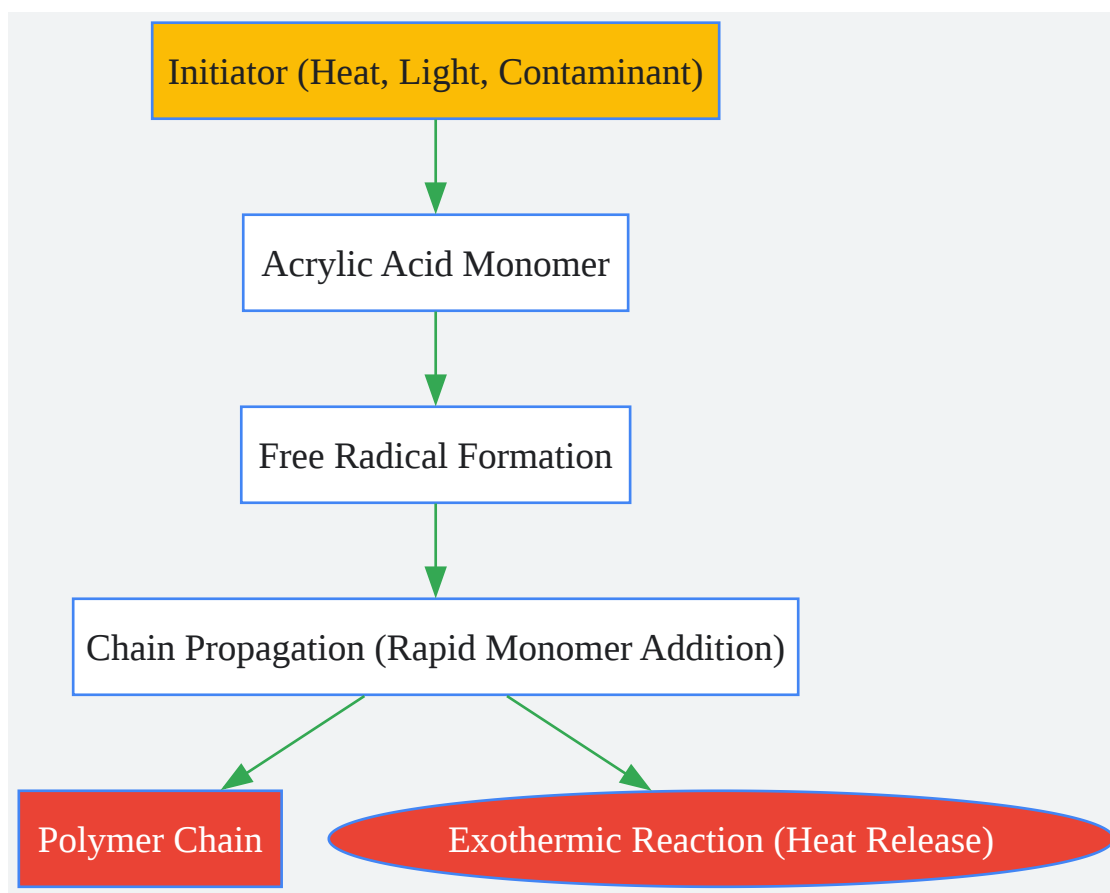 Initiator (Heat, Light, Contaminant)
Acrylic Acid Monomer
Free Radical Formation
Chain Propagation (Rapid Monomer Addition)
Polymer Chain
Exothermic Reaction (Heat Release)